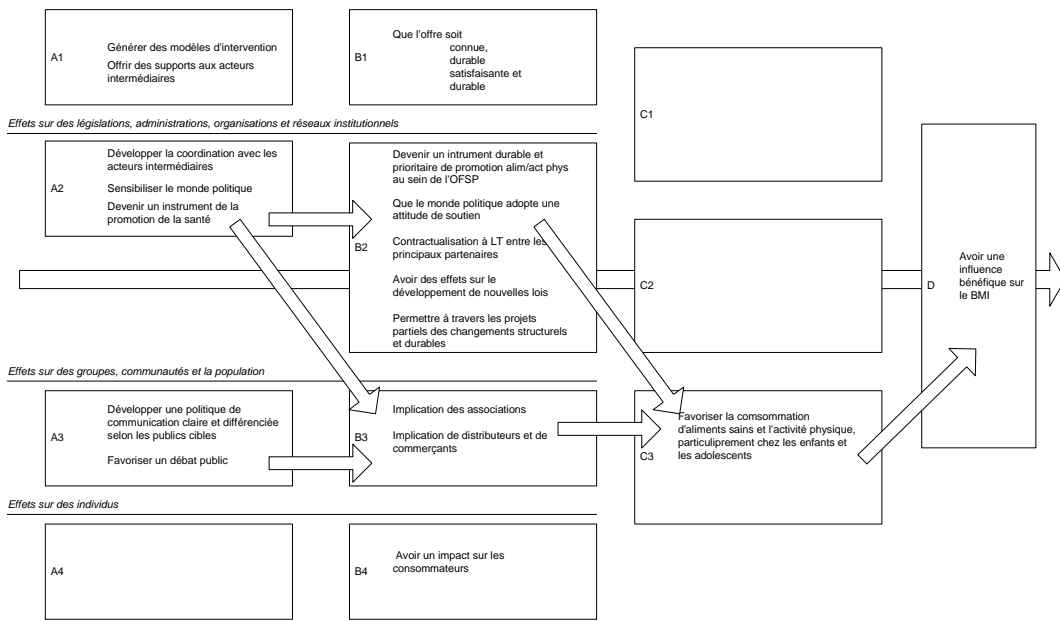 A1
Générer des modèles d'intervention
Offrir des supports aux acteurs
intermédiaires
B1
Que l'offre soit
connue,
durable
satisfaisante et
durable
C1
Effets sur des législations, administrations, organisations et réseaux institutionnels
A2
Développer la coordination avec les
acteurs intermédiaires
Sensibiliser le monde politique
Devenir un instrument de la
promotion de la santé
B2
Devenir un intrument durable et
prioritaire de promotion alim/act phys
au sein de l'OFSP
Que le monde politique adopte une
attitude de soutien
Contractualisation à LT entre les
principaux partenaires
Avoir des effets sur le
développement de nouvelles lois
Permettre à travers les projets
partiels des changements structurels
et durables
C2
D
Avoir une
influence
bénéfique sur
le BMI
Effets sur des groupes, communautés et la population
A3
Développer une politique de
communication claire et différenciée
selon les publics cibles
Favoriser un débat public
B3
Implication des associations
Implication de distributeurs et de
commerçants
C3
Favoriser la comsommation
d'aliments sains et l'activité physique,
particuliprement chez les enfants et
les adolescents
Effets sur des individus
A4
B4
Avoir un impact sur les
consommateurs